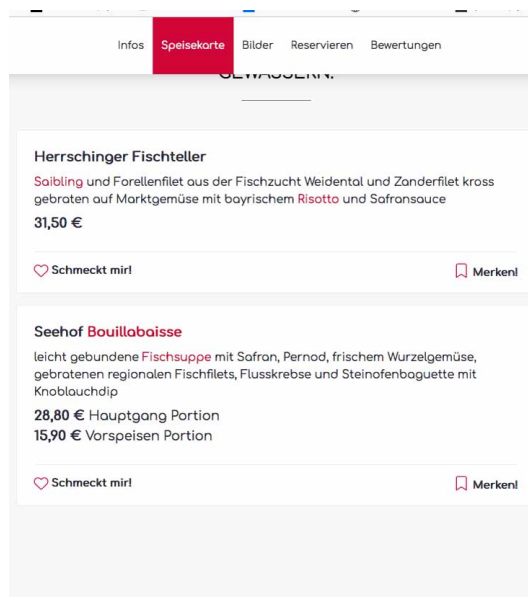 Infos Speisekarte Bilder Reservieren Bewertungen
GEWÄSSERN.
Herrschinger Fischteller
Saibling und Forellenfilet aus der Fischzucht Weidental und Zanderfilet kross
gebraten auf Marktgemüse mit bayrischem Risotto und Safransauce
31,50 €
Schmeckt mir! Merken!
Seehof Bouillabaisse
leicht gebundene Fischsuppe mit Safran, Pernod, frischem Wurzelgemüse,
gebratenen regionalen Fischfilets, Flusskrebse und Steinofenbaguette mit
Knoblauchdip
28,80 € Hauptgang Portion
15,90 € Vorspeisen Portion
Schmeckt mir! Merken!